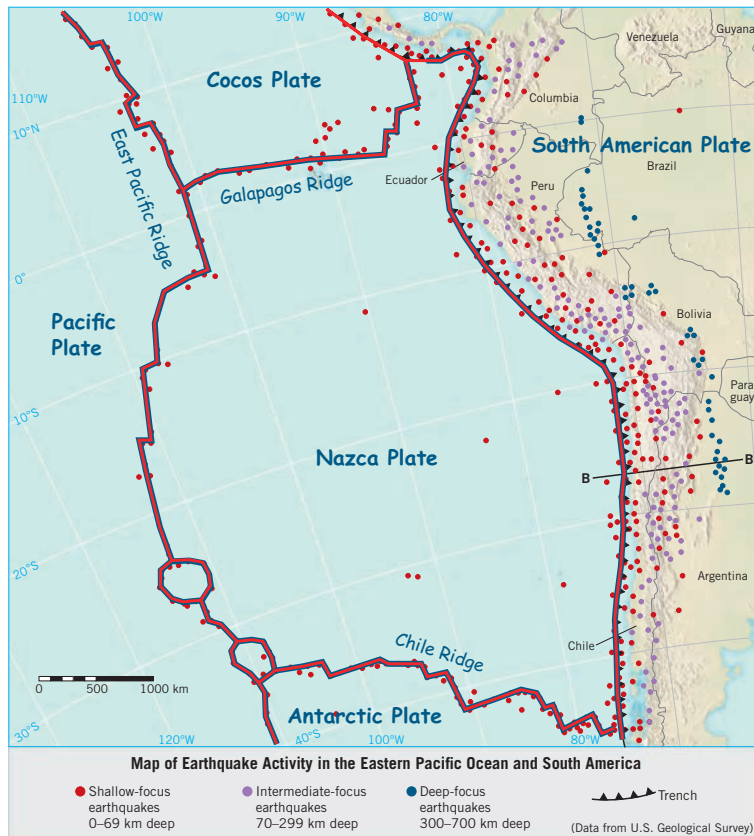 100°W
90°W
80°W
Venezuela
Guyana
Cocos Plate
110°W
10°N
Columbia
East Pacific Ridge
South American Plate
Brazil
Galapagos Ridge
Ecuador
Peru
0°
Pacific
Plate
Bolivia
Para
guay
10°S
Nazca Plate
B
B
20°S
Argentina
Chile
Chile Ridge
0 500 1000 km
Antarctic Plate
30°S
120°W
40°S
100°W
80°W
Map of Earthquake Activity in the Eastern Pacific Ocean and South America
Shallow-focus
earthquakes
0–69 km deep
Intermediate-focus
earthquakes
70–299 km deep
Deep-focus
earthquakes
300–700 km deep
Trench
(Data from U.S. Geological Survey)